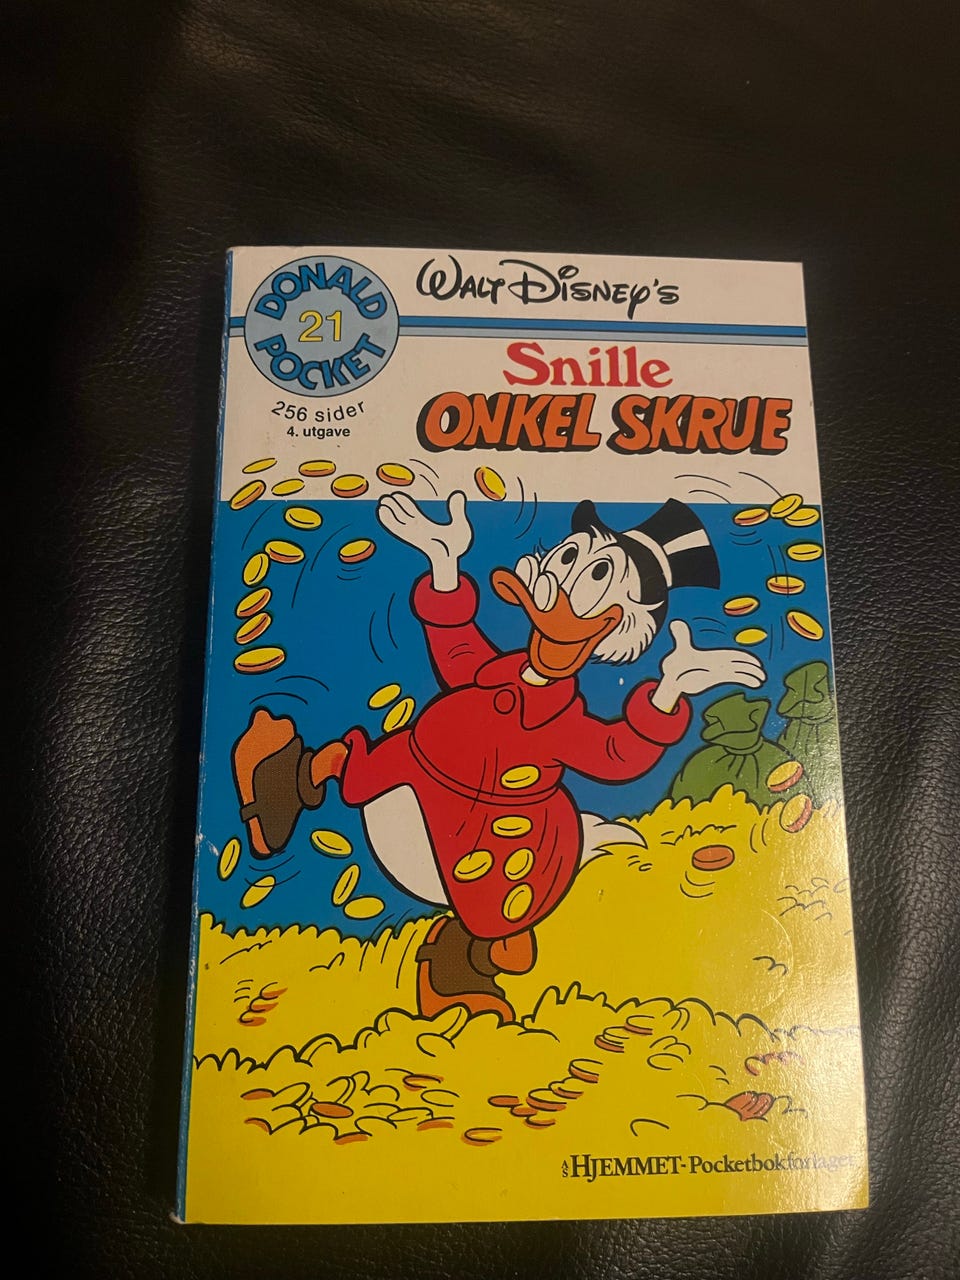 DONALD
21
POCKET
256 sider
4. utgave
WALT DISNEY'S
Snille
ONKEL SKRUE
A/S HJEMMET-Pocketbokforlaget